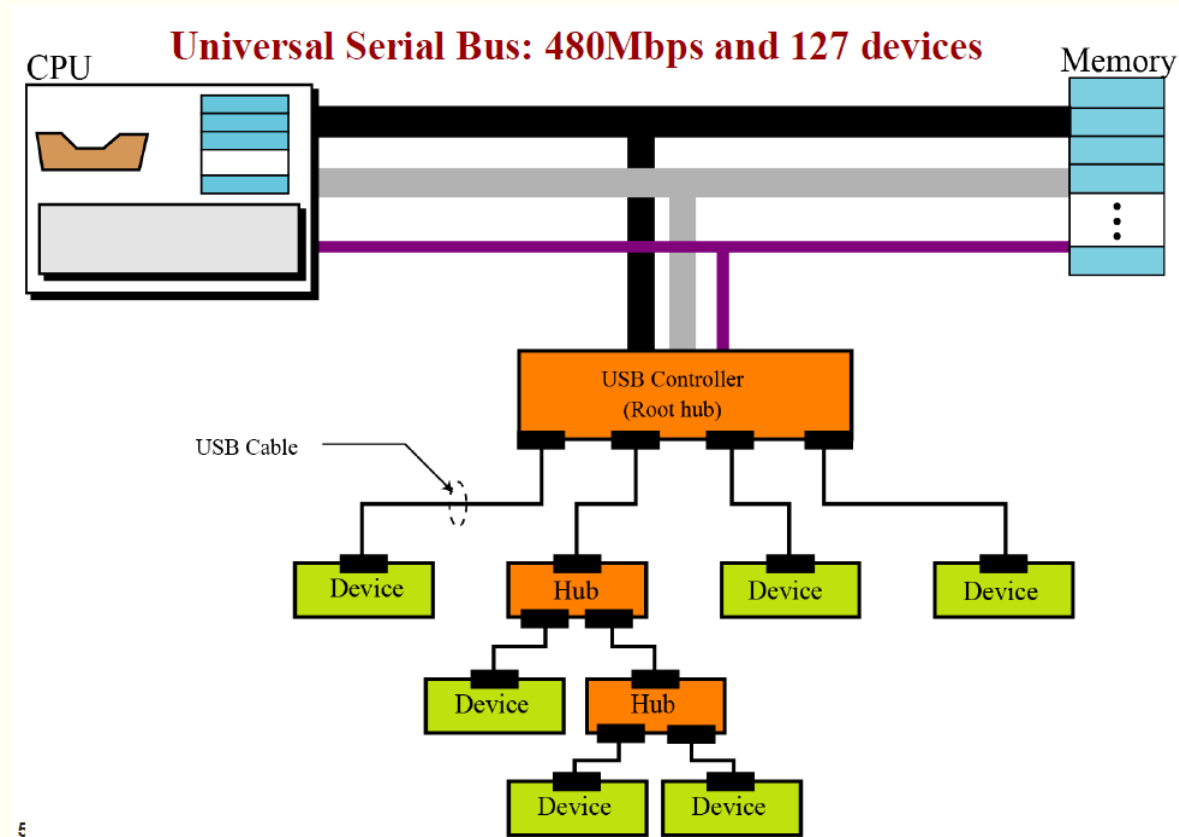 Universal Serial Bus: 480Mbps and 127 devices
CPU
Memory
USB Controller
(Root hub)
USB Cable
Device
Hub
Device
Device
Device
Hub
Device
Device
5